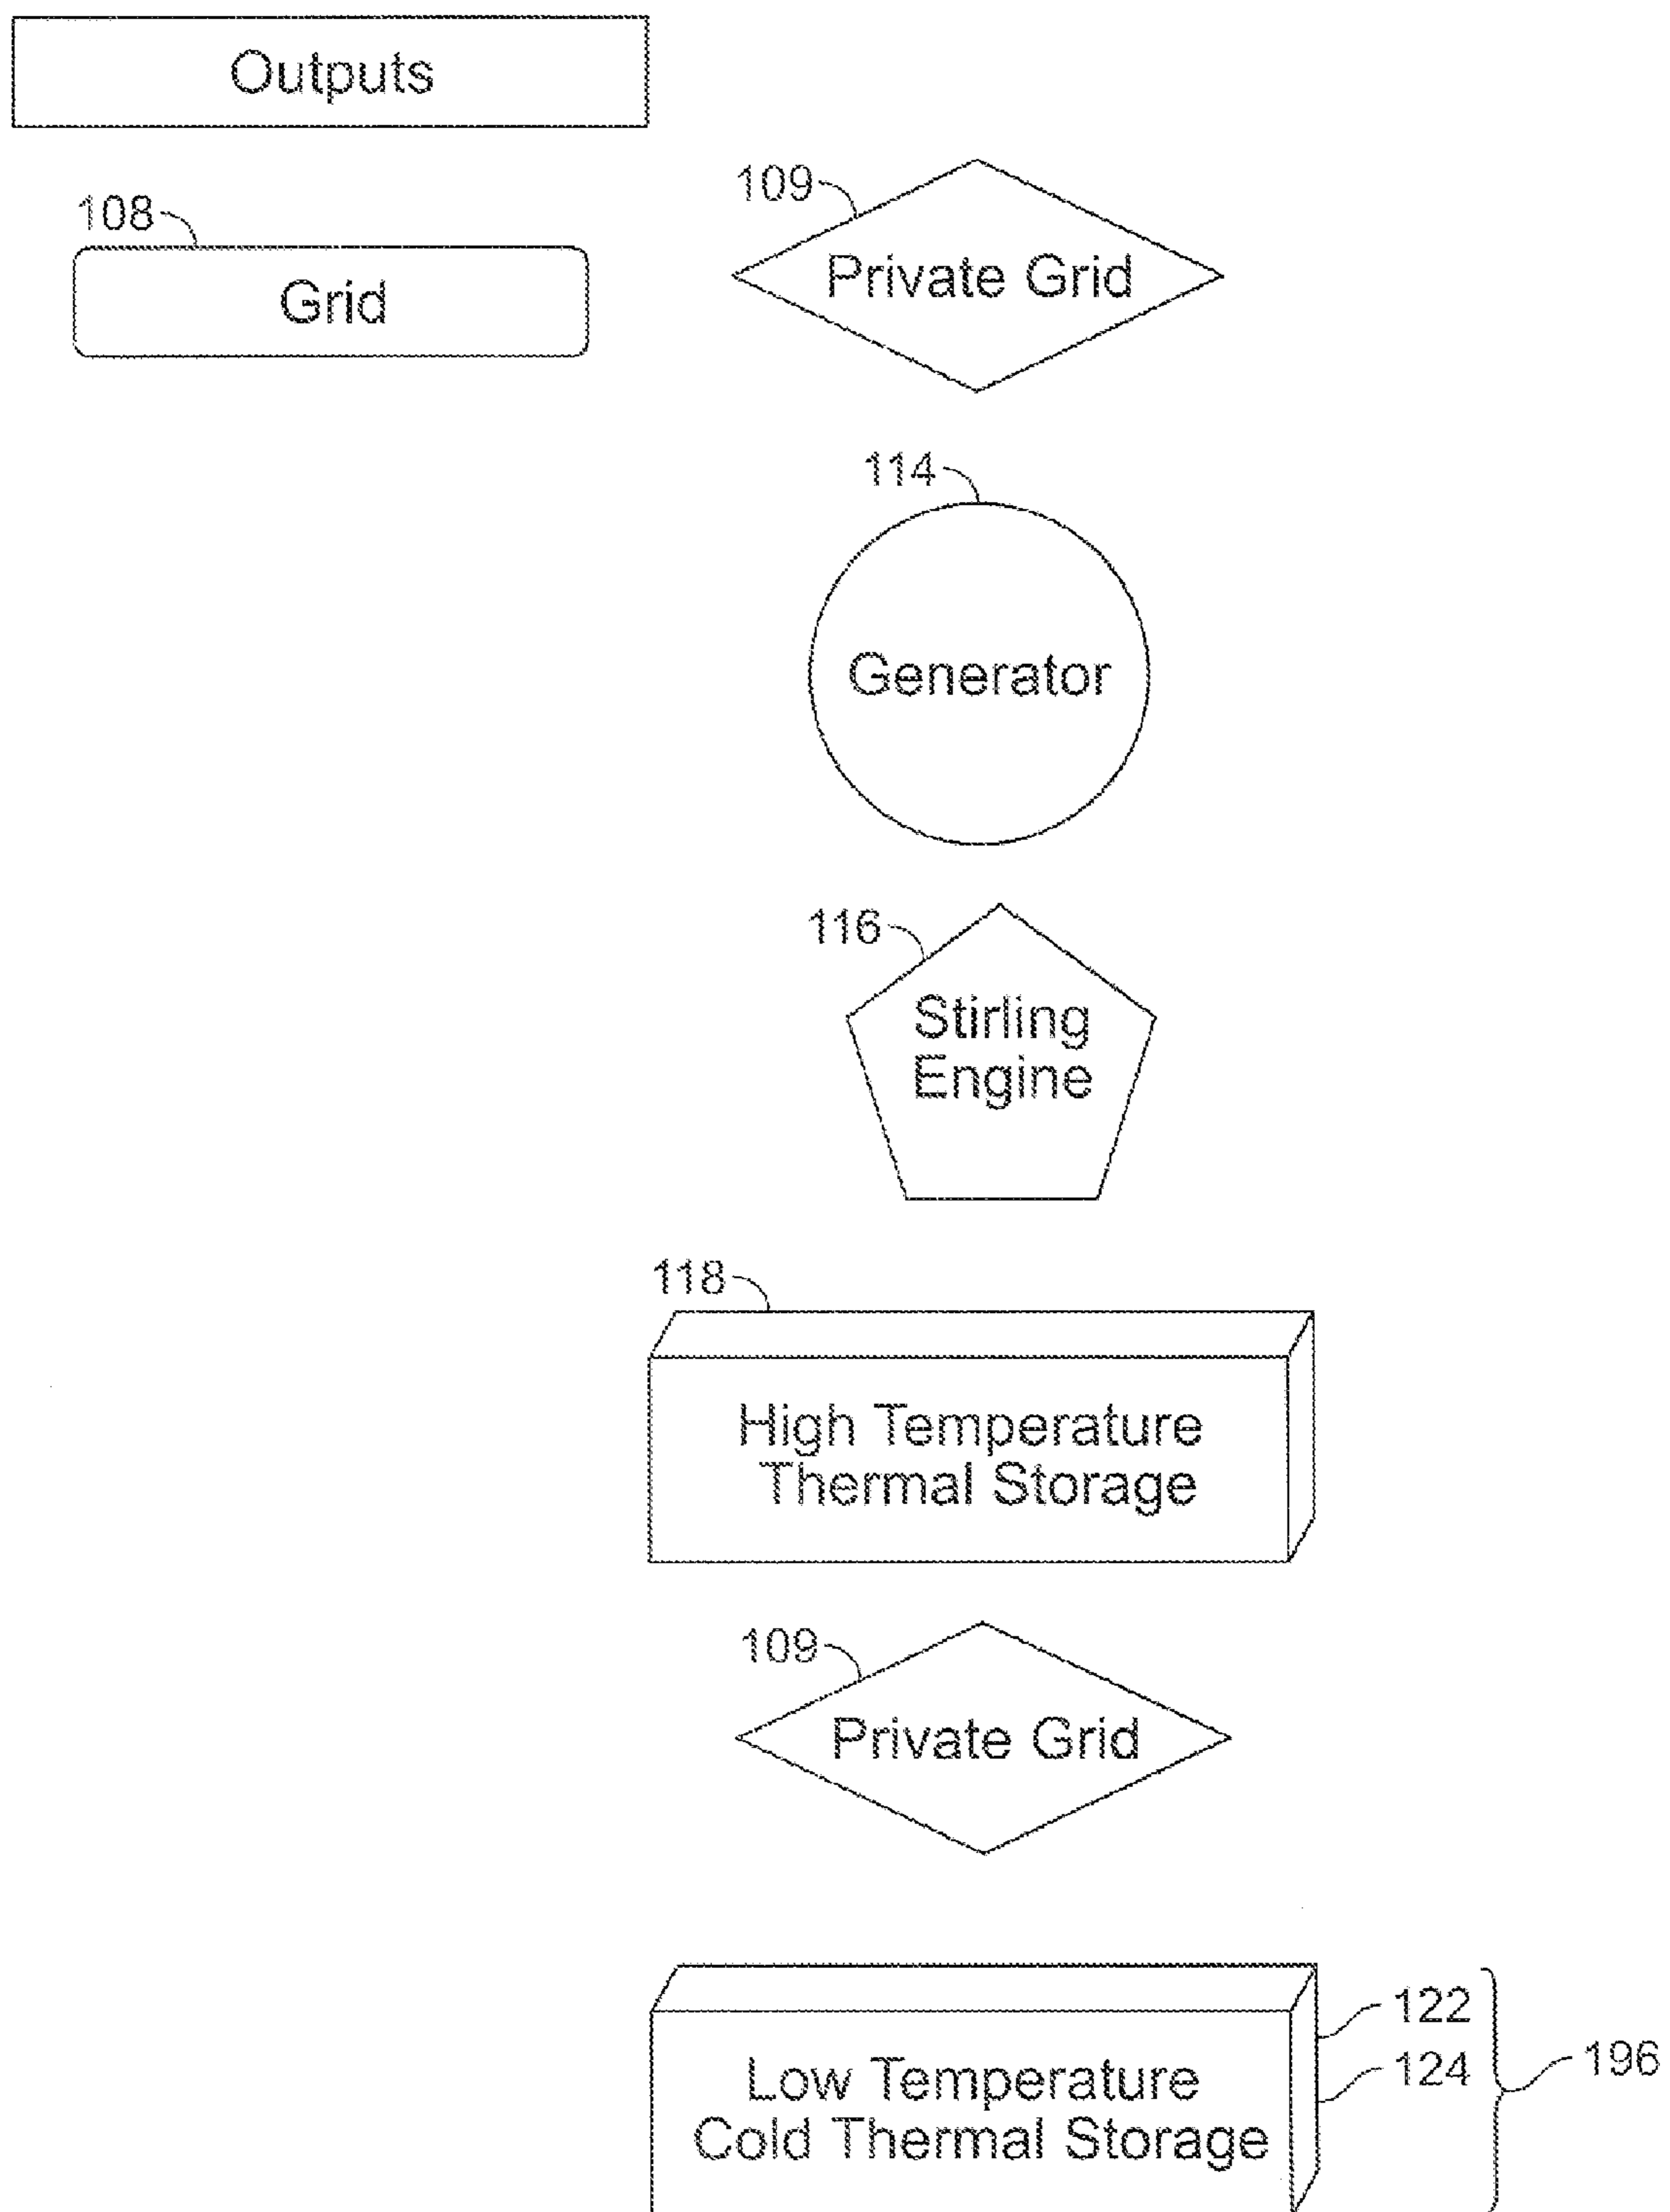 Outputs
109
108
Private Grid
Grid
114
Generator
116
Stirling
Engine
118
High Temperature
Thermal Storage
109
Private Grid
122
124
196
Low Temperature
Cold Thermal Storage